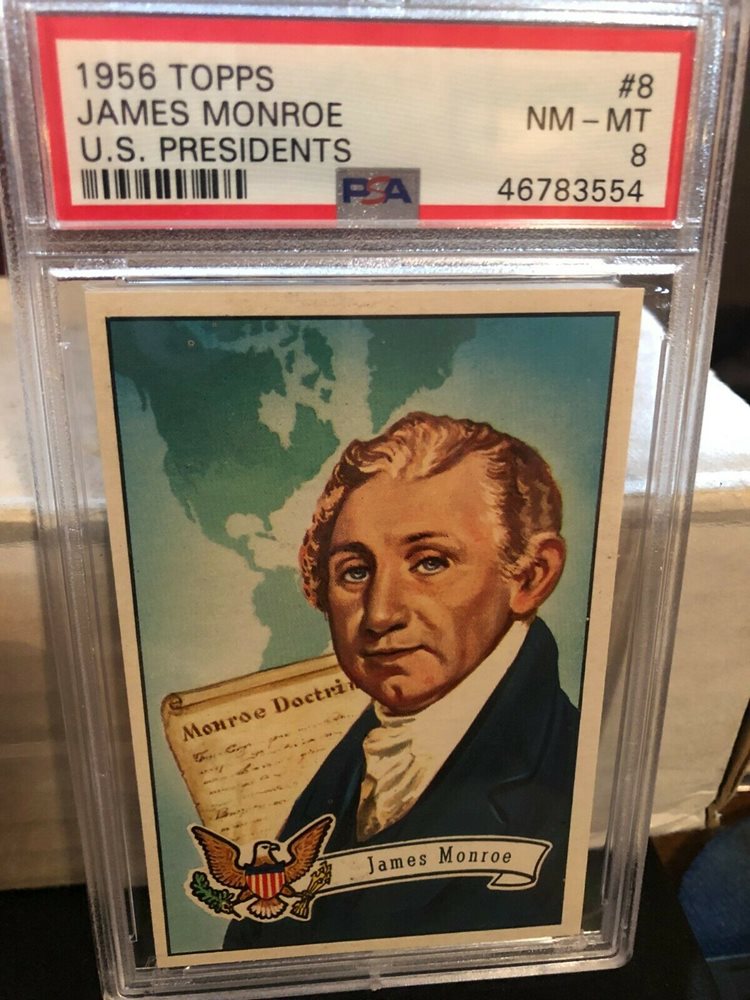 1956 TOPPS #8
JAMES MONROE NM - MT
U.S. PRESIDENTS 8
PSA 46783554
Monroe Doctri
James Monroe